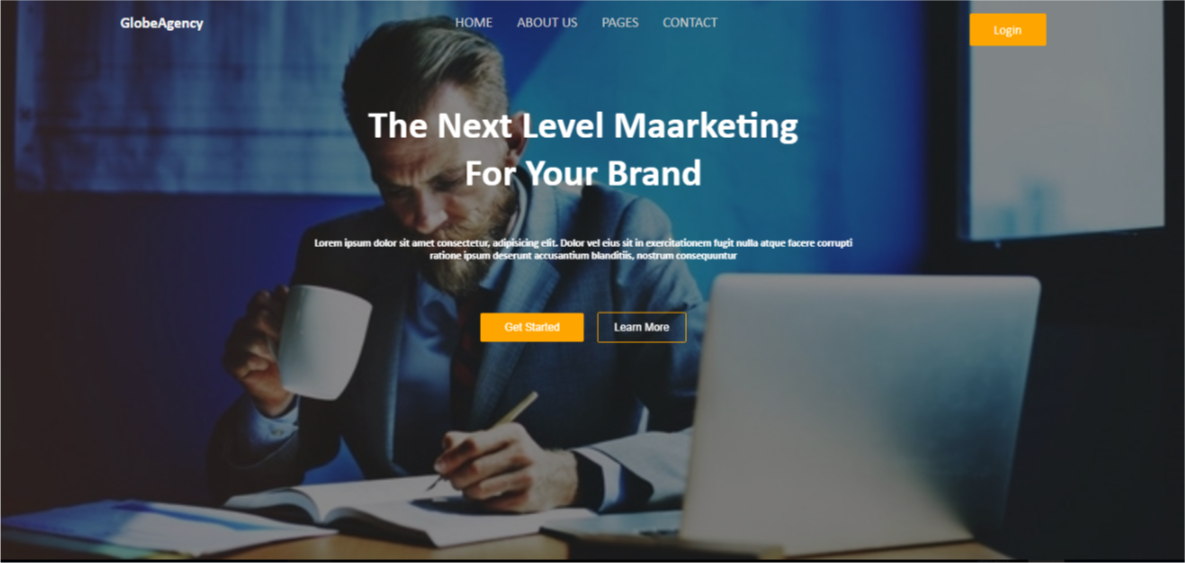 GlobeAgency
HOME ABOUT US PAGES CONTACT
Login
The Next Level Maarketing
For Your Brand
Lorem ipsum dolor sit amet consectetur, adipisicing elit. Dolor vel eius sit in exercitationem fugit nulla atque facere corrupti
ratione ipsum deserunt accusantium blanditiis, nostrum consequuntur
Get Started
Learn More